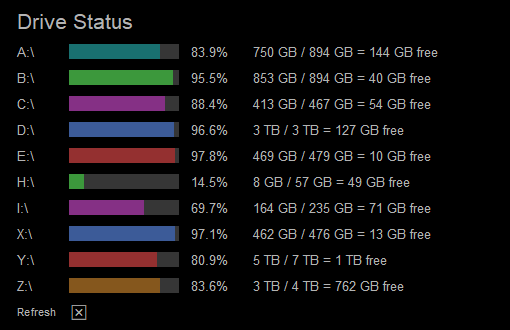 Drive Status
A:\ 83.9% 750 GB / 894 GB = 144 GB free
B:\ 95.5% 853 GB / 894 GB = 40 GB free
C:\ 88.4% 413 GB / 467 GB = 54 GB free
D:\ 96.6% 3 TB / 3 TB = 127 GB free
E:\ 97.8% 469 GB / 479 GB = 10 GB free
H:\ 14.5% 8 GB / 57 GB = 49 GB free
I:\ 69.7% 164 GB / 235 GB = 71 GB free
X:\ 97.1% 462 GB / 476 GB = 13 GB free
Y:\ 80.9% 5 TB / 7 TB = 1 TB free
Z:\ 83.6% 3 TB / 4 TB = 762 GB free
Refresh